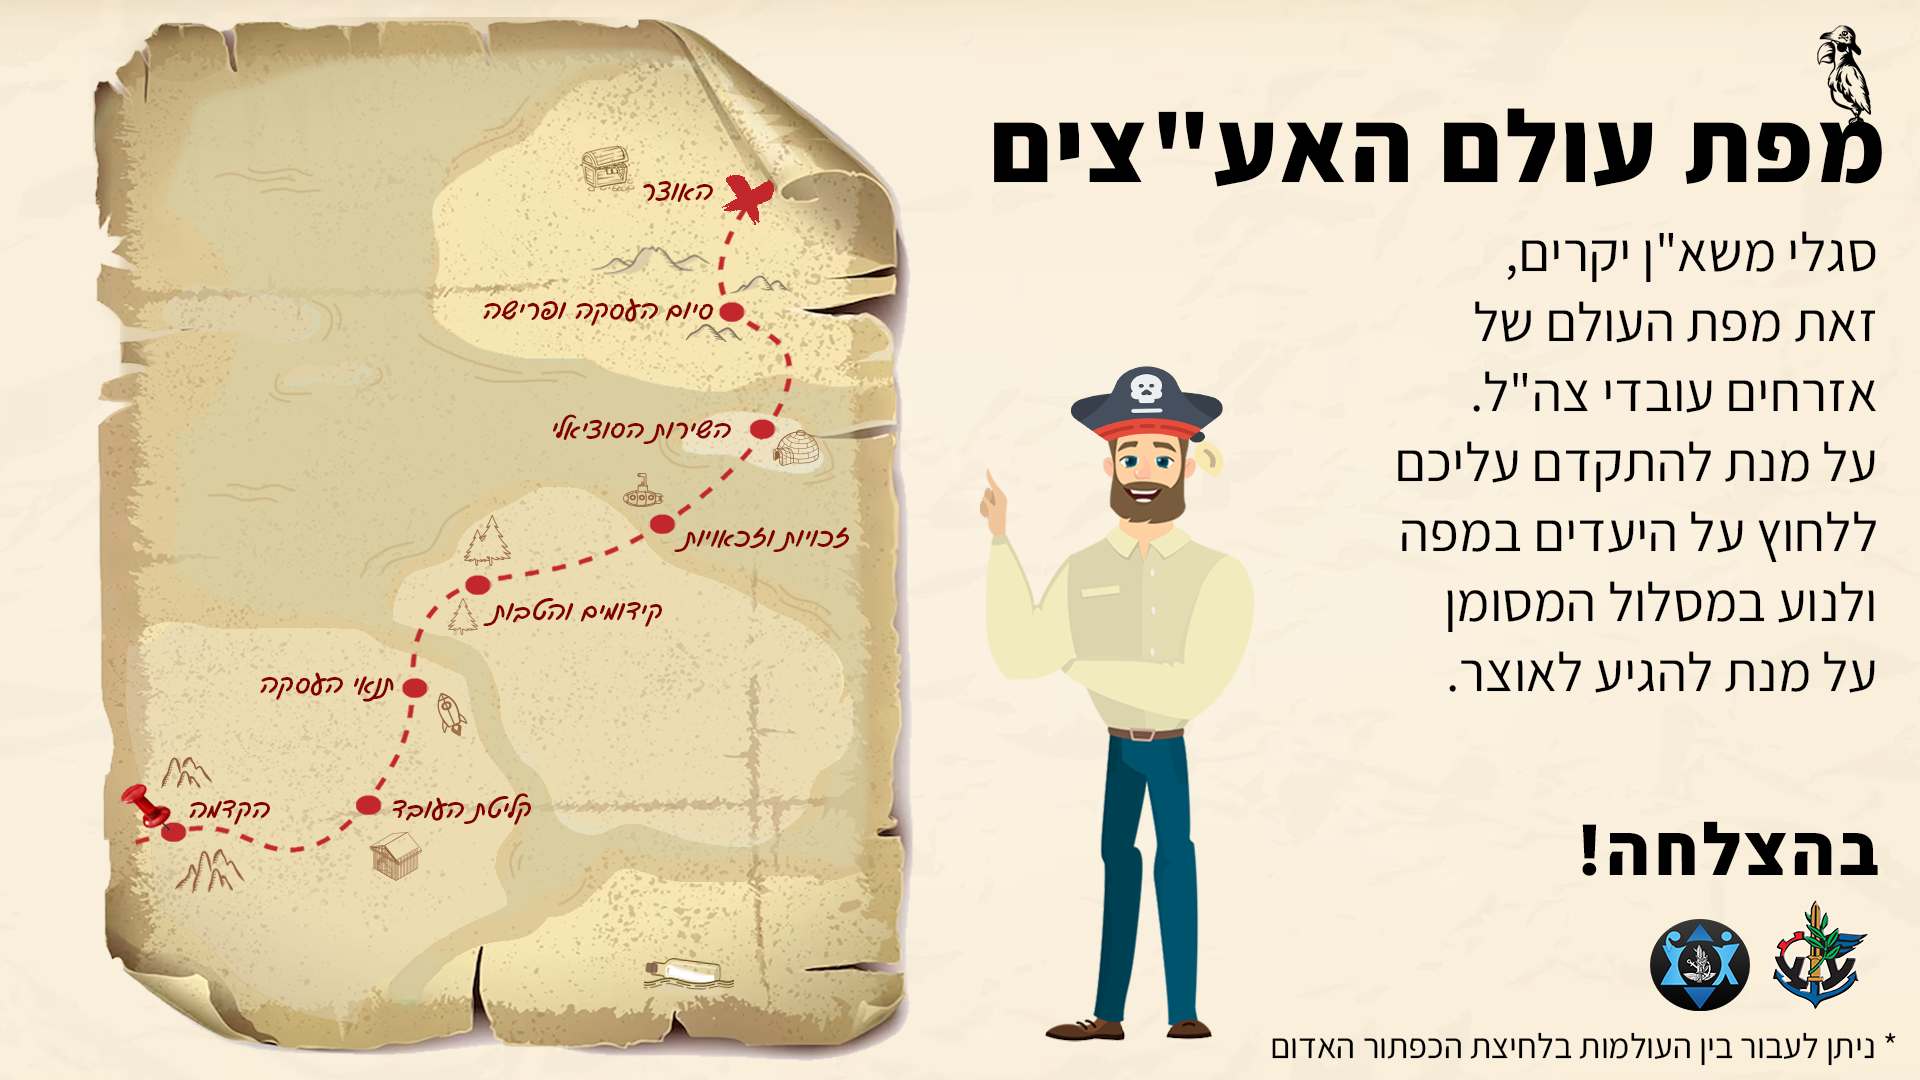 מפת עולם האע"צים
סגלי משא"ן יקרים,
זאת מפת העולם של
אזרחים עובדי צה"ל.
על מנת להתקדם עליכם
ללחוץ על היעדים במפה
ולנוע במסלול המסומן
על מנת להגיע לאוצר.
בהצלחה!
* ניתן לעבור בין העולמות בלחיצת הכפתור האדום
האוצר
סיום העסקה ופרישה
השירות הסוציאלי
זכויות וזכאויות
קידומים והטבות
תנאי העסקה
קליטת העובד
הקדמה